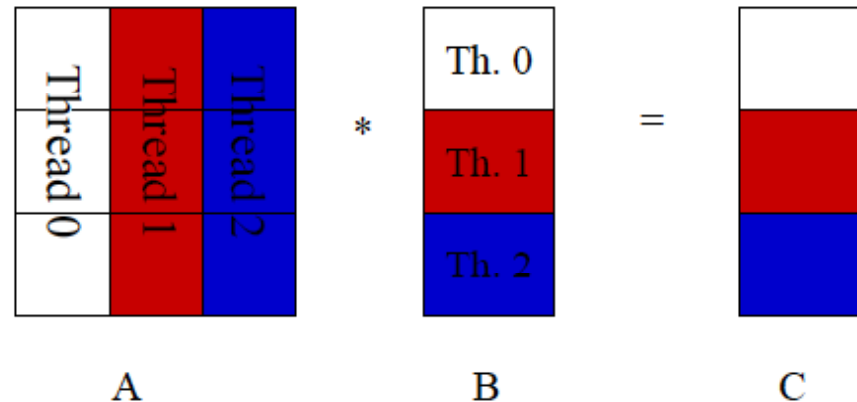 Thread 0
Thread 1
Thread 2
*
Th. 0
Th. 1
Th. 2
=
A
B
C